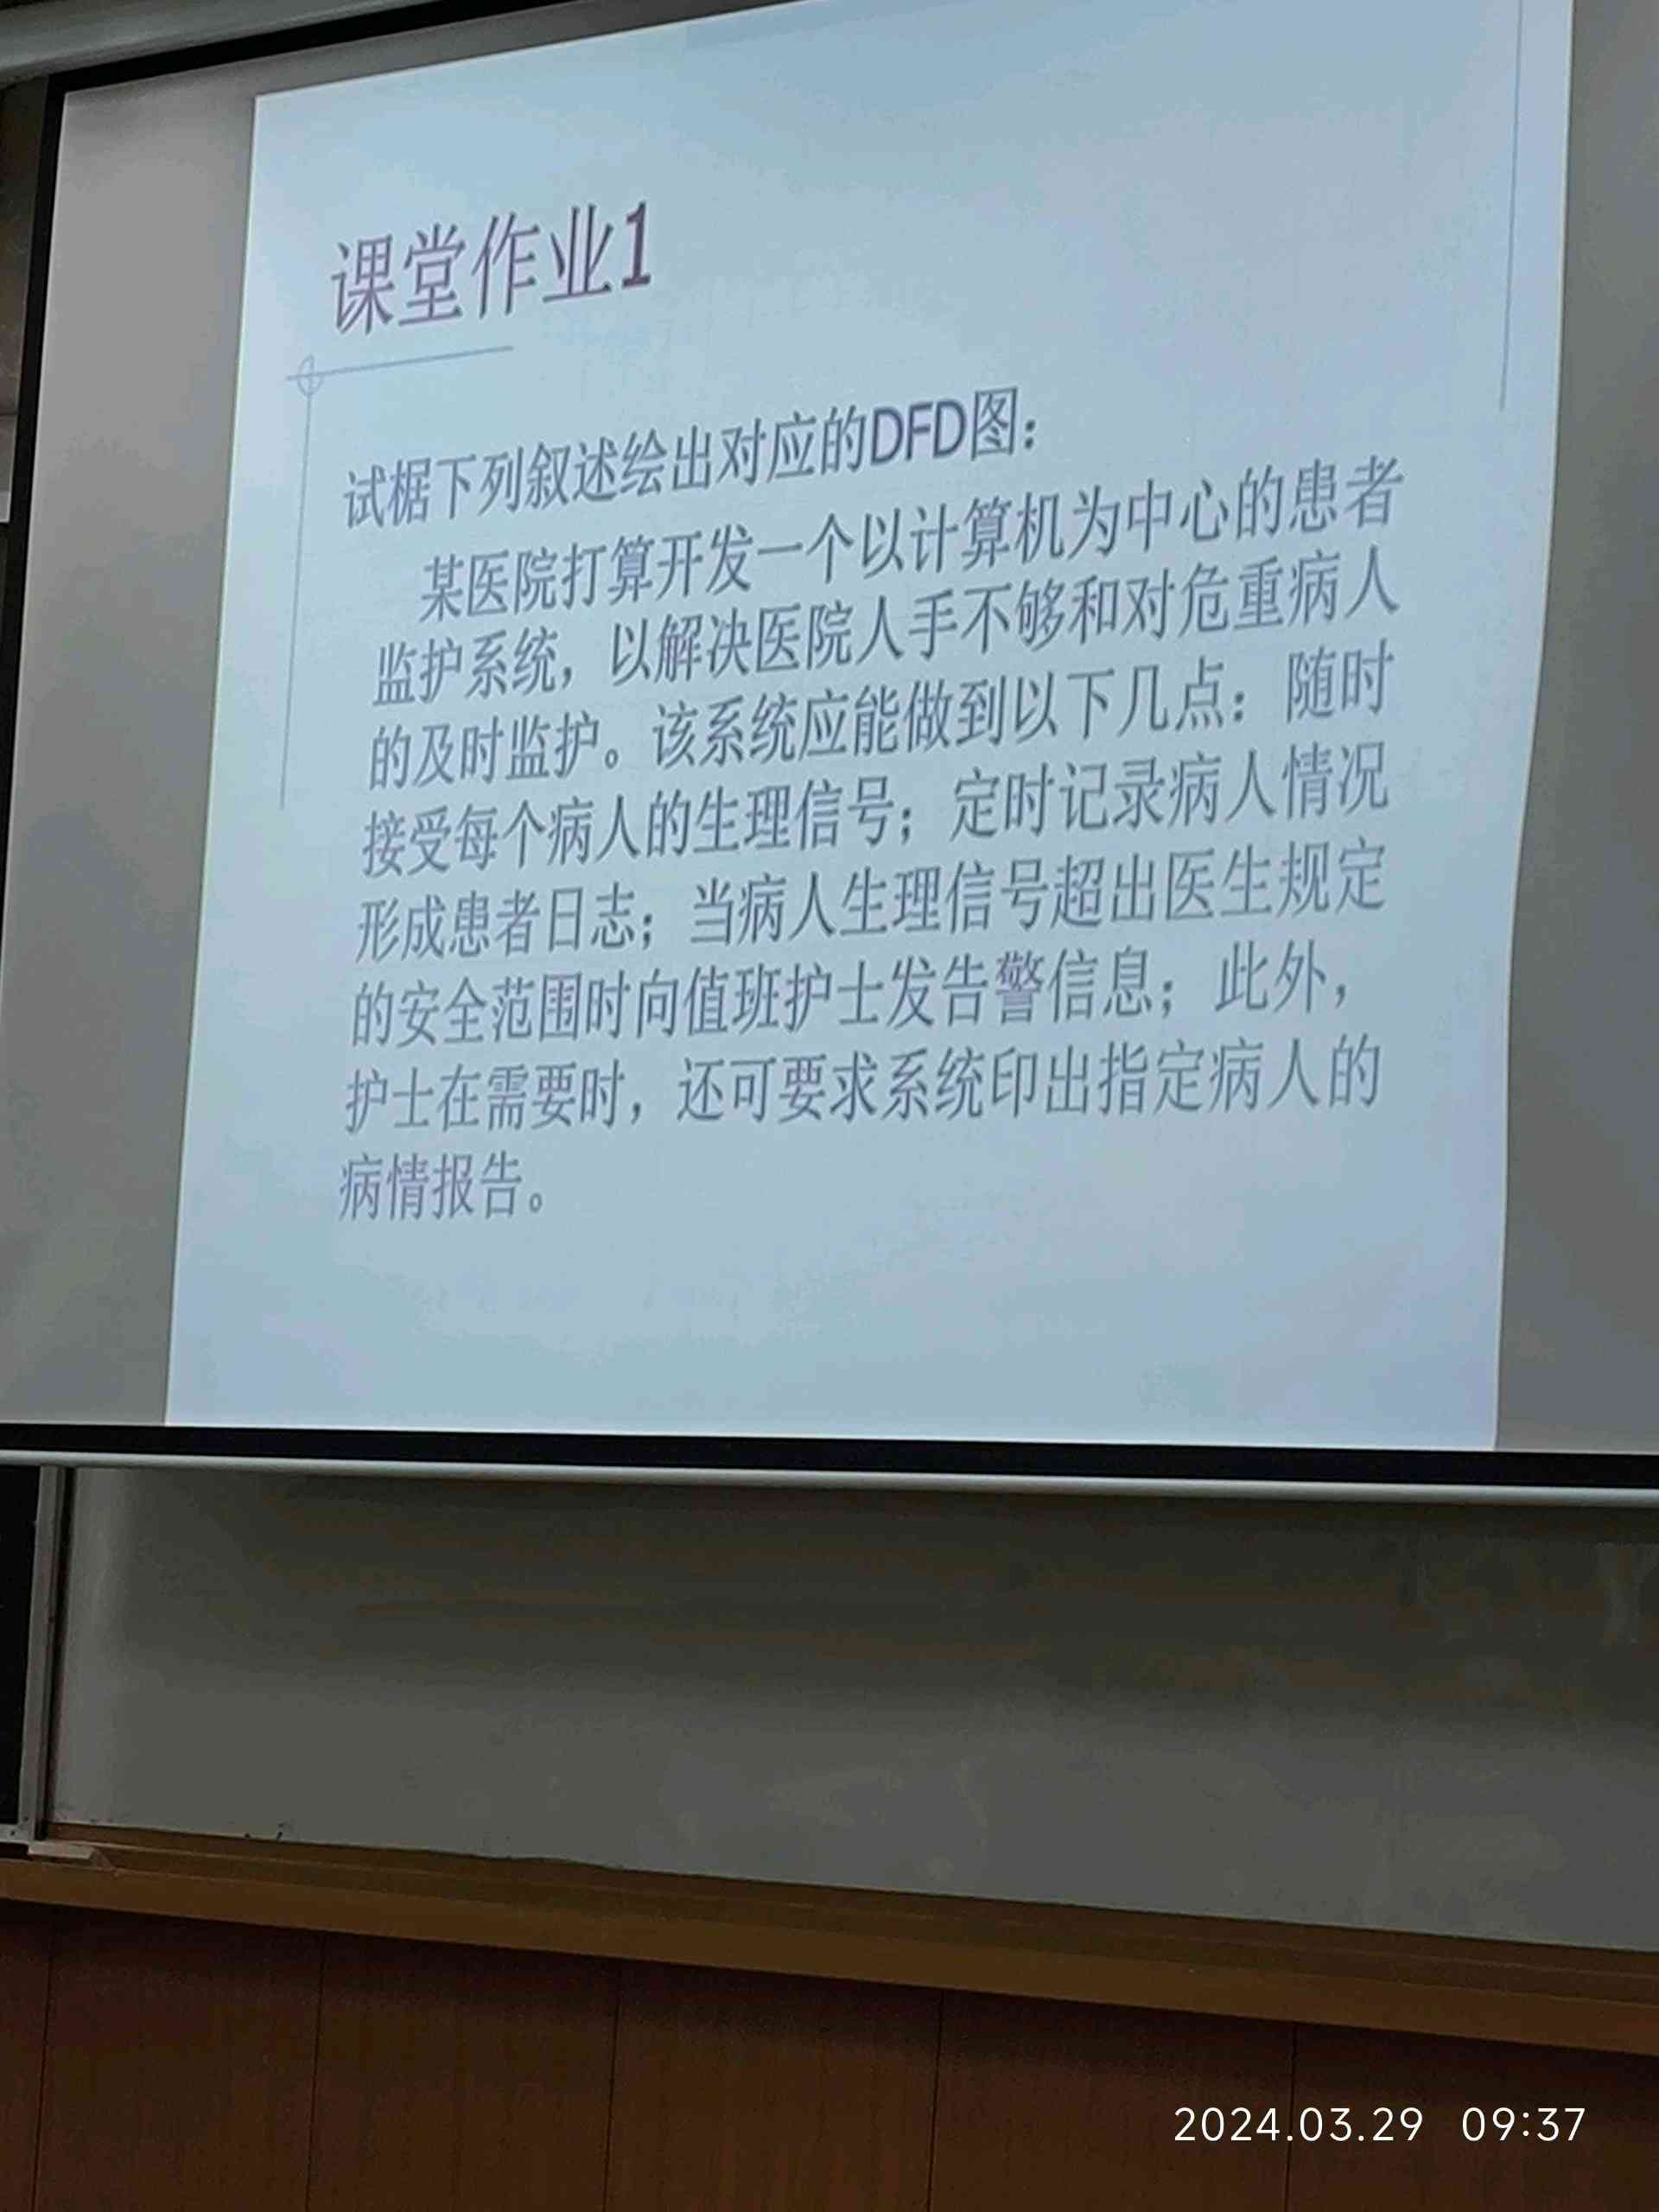 课堂作业1
试椐下列叙述绘出对应的DFD图：
某医院打算开发一个以计算机为中心的患者
监护系统，以解决医院人手不够和对危重病人
的及时监护。该系统应能做到以下几点：随时
接受每个病人的生理信号；定时记录病人情况
形成患者日志；当病人生理信号超出医生规定
的安全范围时向值班护士发告警信息；此外，
护士在需要时，还可要求系统印出指定病人的
病情报告。
2024.03.29 09:37